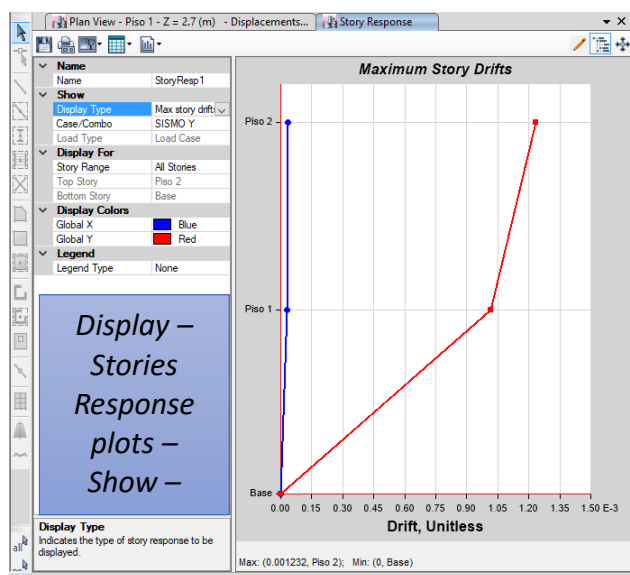 Plan View - Piso 1 - Z = 2.7 (m) - Displacements...
Story Response
Name
Name StoryResp1
Show
Display Type Max story drifts
Case/Combo SISMO Y
Load Type Load Case
Display For
Story Range All Stories
Top Story Piso 2
Bottom Story Base
Display Colors
Global X Blue
Global Y Red
Legend
Legend Type None
Display –
Stories
Response
plots –
Show –
Display Type
Indicates the type of story response to be
displayed.
all
Maximum Story Drifts
Piso 2
Piso 1
Base
0.00 0.15 0.30 0.45 0.60 0.75 0.90 1.05 1.20 1.35 1.50 E-3
Drift, Unitless
Max: (0.001232, Piso 2); Min: (0, Base)